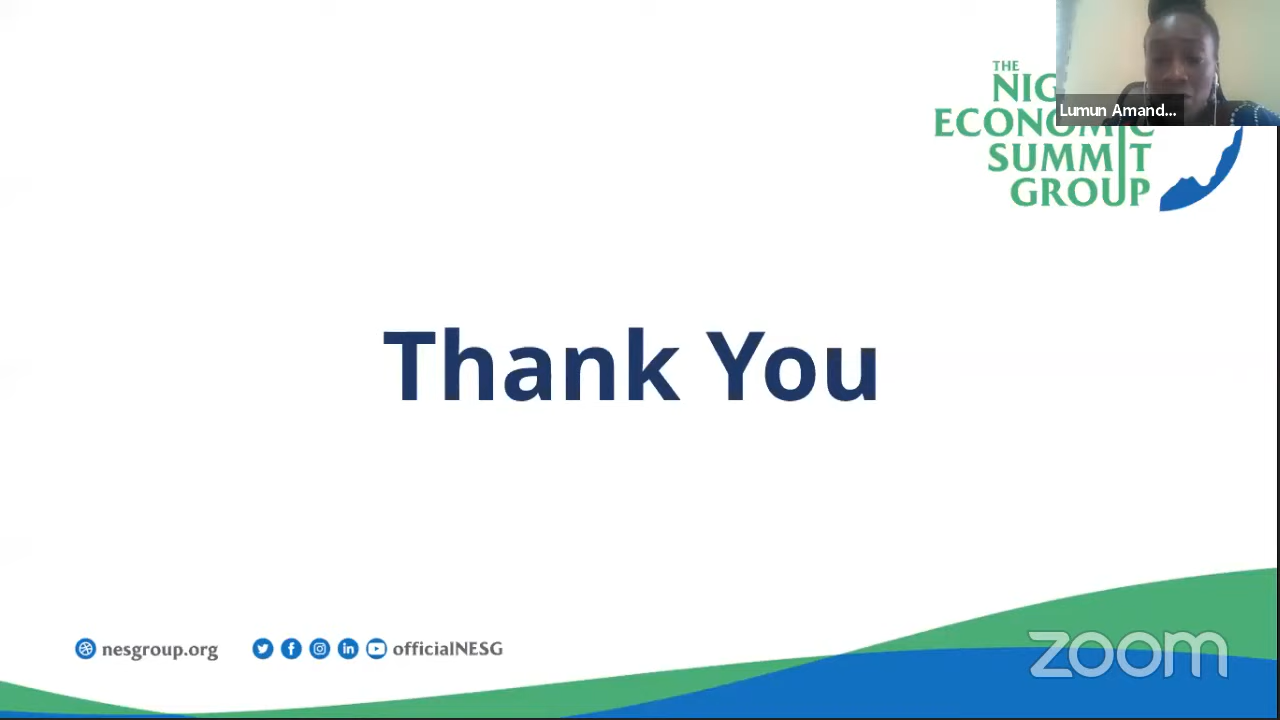 THE
NIG
ECONOMIC
SUMMIT
GROUP
Lumun Amand...
Thank You
nesgroup.org
officialNESG
zoom